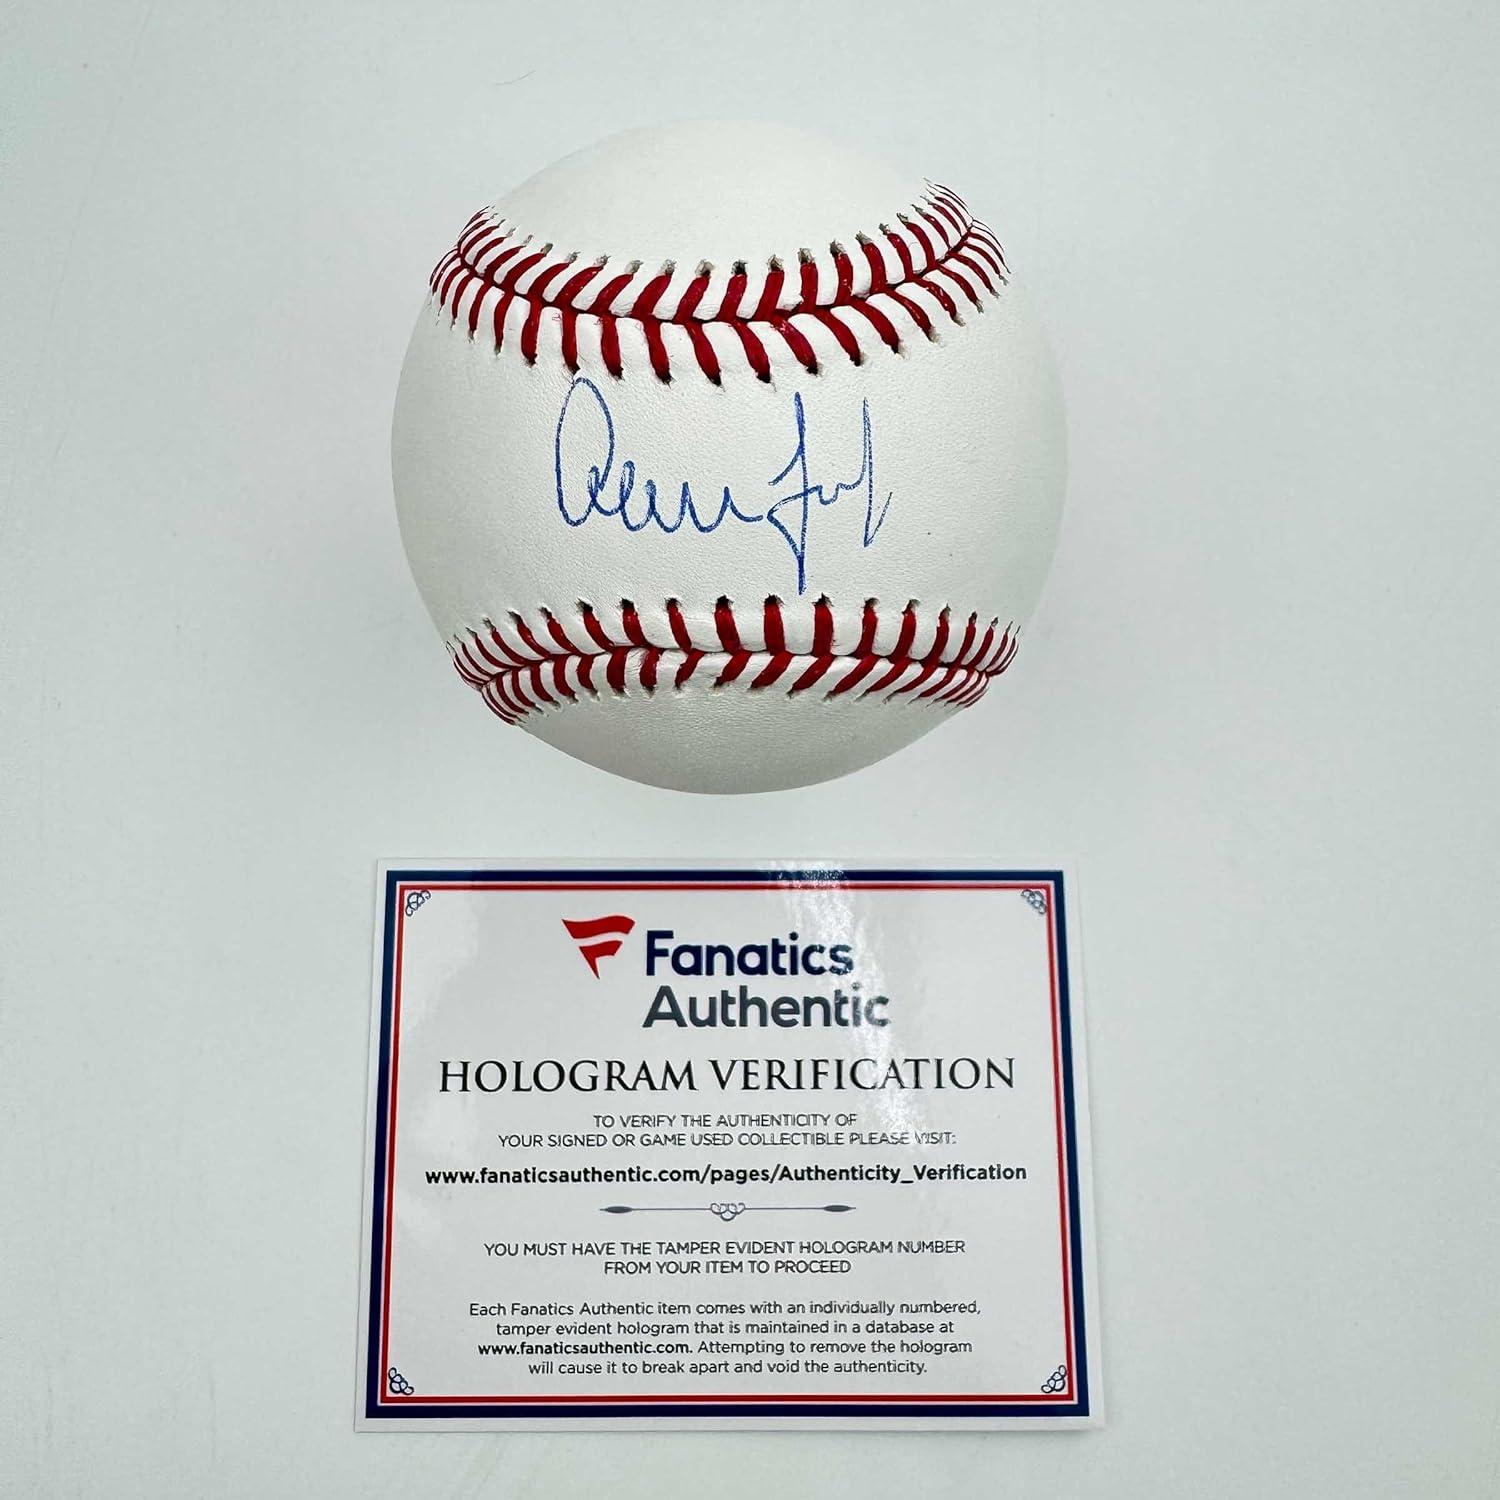 Fanatics
Authentic
HOLOGRAM VERIFICATION
TO VERIFY THE AUTHENTICITY OF
YOUR SIGNED OR GAME USED COLLECTIBLE PLEASE VISIT:
www.fanaticsauthentic.com/pages/Authenticity_Verification
YOU MUST HAVE THE TAMPER EVIDENT HOLOGRAM NUMBER
FROM YOUR ITEM TO PROCEED
Each Fanatics Authentic item comes with an individually numbered,
tamper evident hologram that is maintained in a database at
www.fanaticsauthentic.com. Attempting to remove the hologram
will cause it to break apart and void the authenticity.